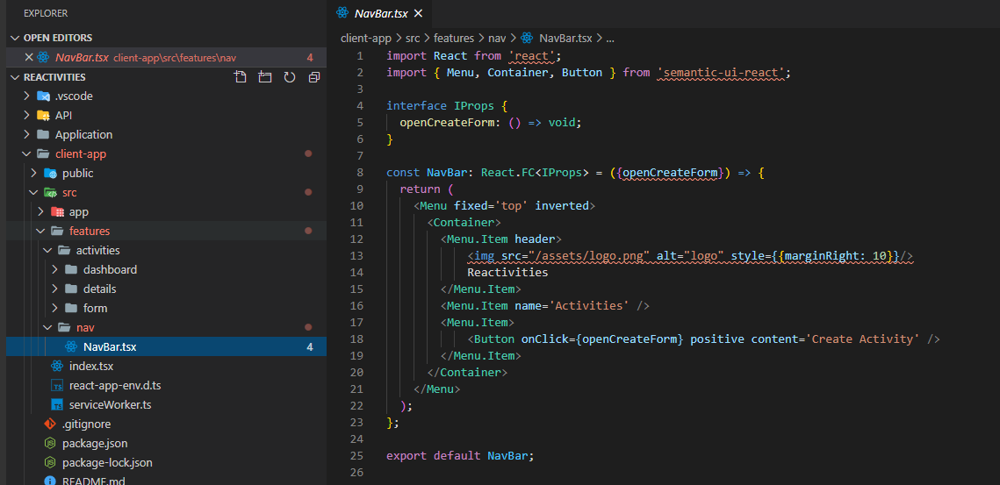 EXPLORER
OPEN EDITORS
NavBar.tsx client-app\src\features\nav 4
REACTIVITIES
.vscode
API
Application
client-app
public
src
app
features
activities
dashboard
details
form
nav
NavBar.tsx 4
index.tsx
TS react-app-env.d.ts
TS serviceWorker.ts
.gitignore
package.json
package-lock.json
README.md
NavBar.tsx
client-app > src > features > nav > NavBar.tsx > ...
1 import React from 'react';
2 import { Menu, Container, Button } from 'semantic-ui-react';
3
4 interface IProps {
5   openCreateForm: () => void;
6 }
7
8 const NavBar: React.FC<IProps> = ({openCreateForm}) => {
9   return (
10     <Menu fixed='top' inverted>
11       <Container>
12         <Menu.Item header>
13             <img src="/assets/logo.png" alt="logo" style={{marginRight: 10}}/>
14             Reactivities
15         </Menu.Item>
16         <Menu.Item name='Activities' />
17         <Menu.Item>
18             <Button onClick={openCreateForm} positive content='Create Activity' />
19         </Menu.Item>
20       </Container>
21     </Menu>
22   );
23 };
24
25 export default NavBar;
26